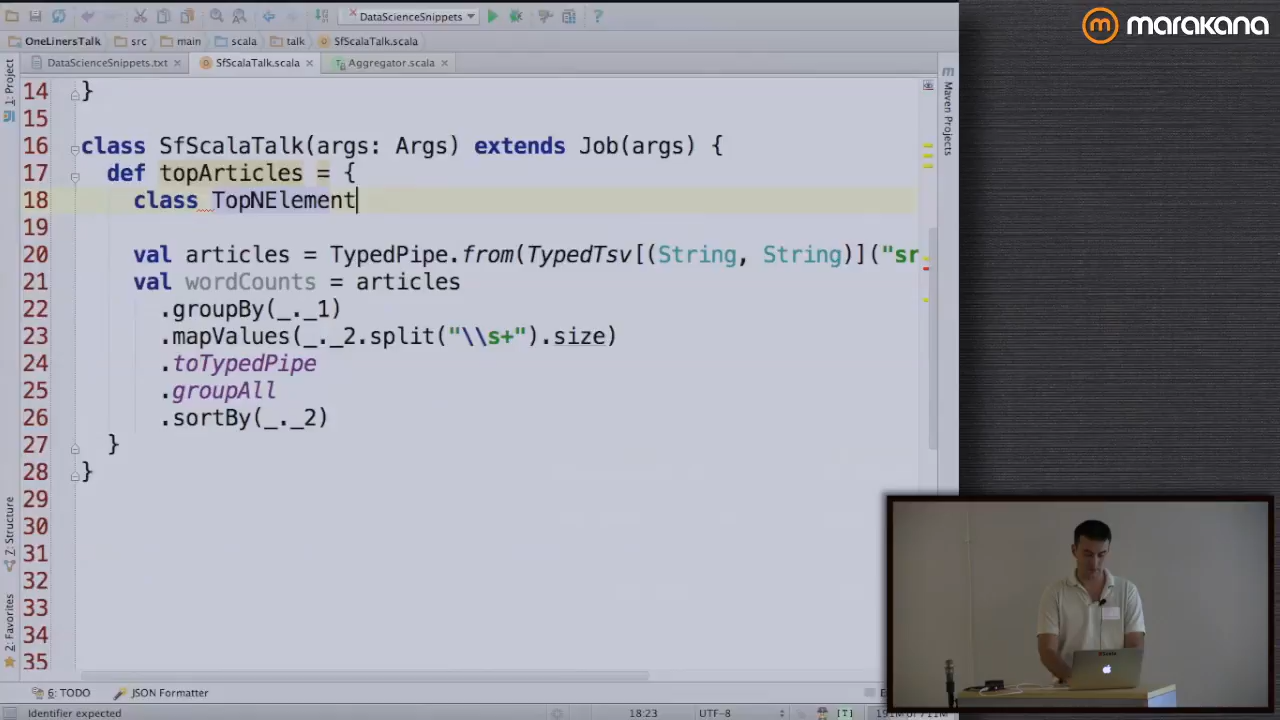 DataScienceSnippets
marakana
OneLinersTalk src main scala talk SfScalaTalk.scala
DataScienceSnippets.txt SfScalaTalk.scala Aggregator.scala
1: Project
m Maven Projects
14 }
15
16 class SfScalaTalk(args: Args) extends Job(args) {
17 def topArticles = {
18 class TopNElement
19
20 val articles = TypedPipe.from(TypedTsv[(String, String)]("sr
21 val wordCounts = articles
22 .groupBy(_._1)
23 .mapValues(_._2.split("\\s+").size)
24 .toTypedPipe
25 .groupAll
26 .sortBy(_._2)
27 }
28 }
29
30
31
32
33
34
35
7: Structure
2: Favorites
6: TODO JSON Formatter
Identifier expected 18:23 UTF-8 [T]